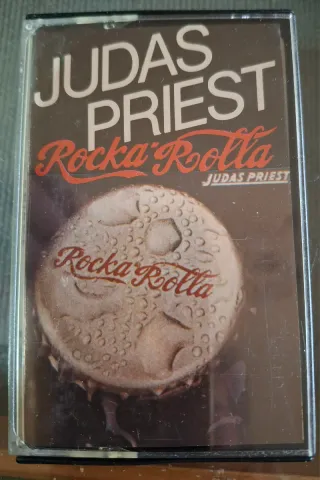 JUDAS
PRIEST
Rocka Rolla
JUDAS PRIEST
Rocka Rolla